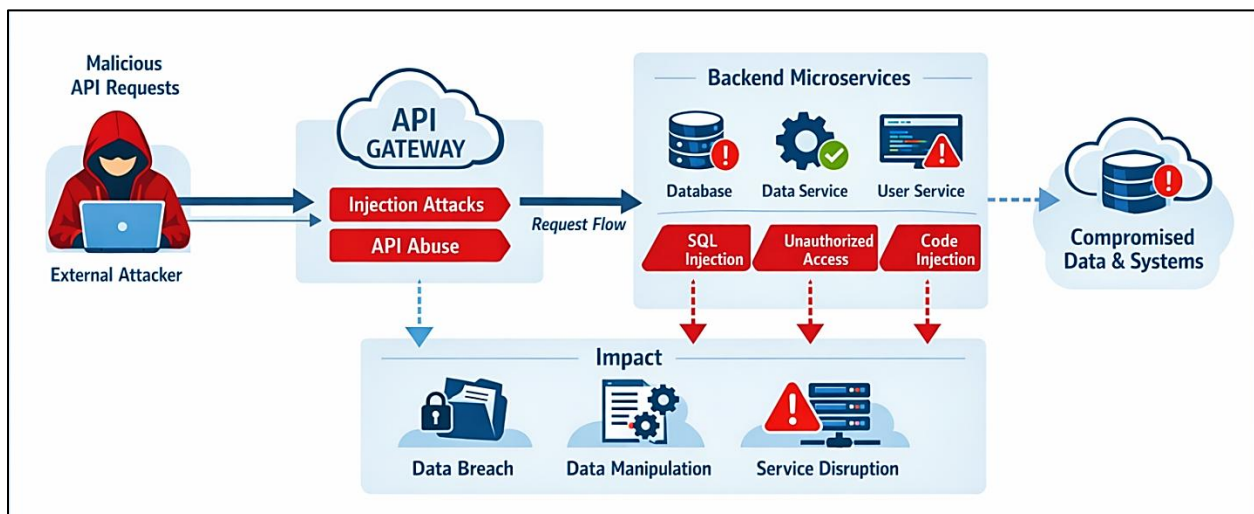 Malicious
API Requests
External Attacker
API
GATEWAY
Injection Attacks
API Abuse
Request Flow
Backend Microservices
Database
Data Service
User Service
SQL
Injection
Unauthorized
Access
Code
Injection
Compromised
Data & Systems
Impact
Data Breach
Data Manipulation
Service Disruption